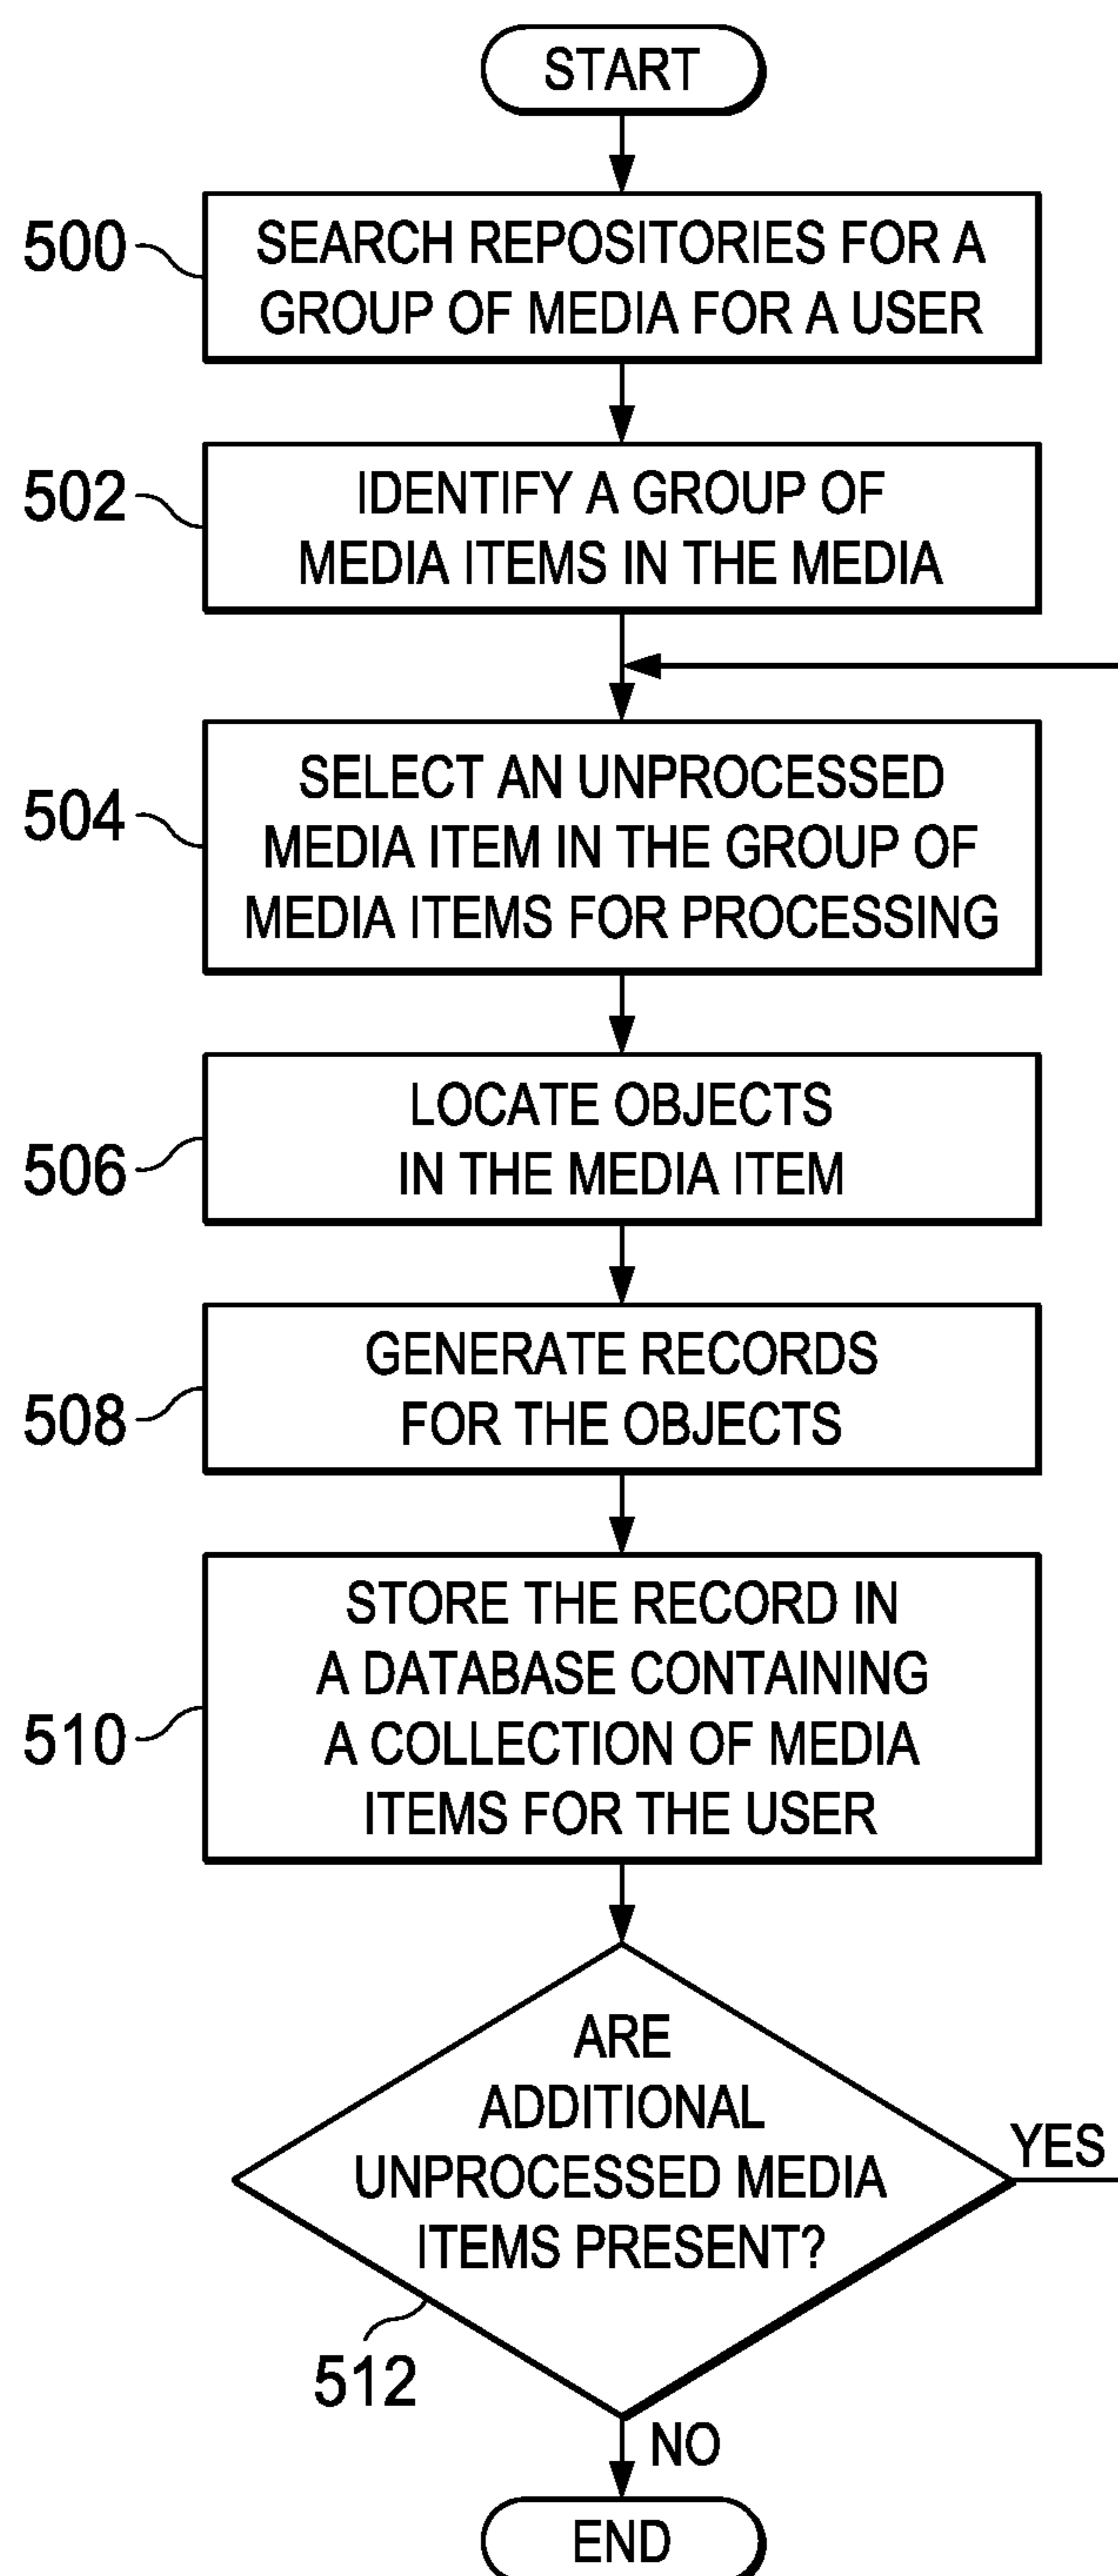 START
500
SEARCH REPOSITORIES FOR A
GROUP OF MEDIA FOR A USER
502
IDENTIFY A GROUP OF
MEDIA ITEMS IN THE MEDIA
504
SELECT AN UNPROCESSED
MEDIA ITEM IN THE GROUP OF
MEDIA ITEMS FOR PROCESSING
506
LOCATE OBJECTS
IN THE MEDIA ITEM
508
GENERATE RECORDS
FOR THE OBJECTS
510
STORE THE RECORD IN
A DATABASE CONTAINING
A COLLECTION OF MEDIA
ITEMS FOR THE USER
ARE
ADDITIONAL
UNPROCESSED MEDIA
ITEMS PRESENT?
YES
512
NO
END